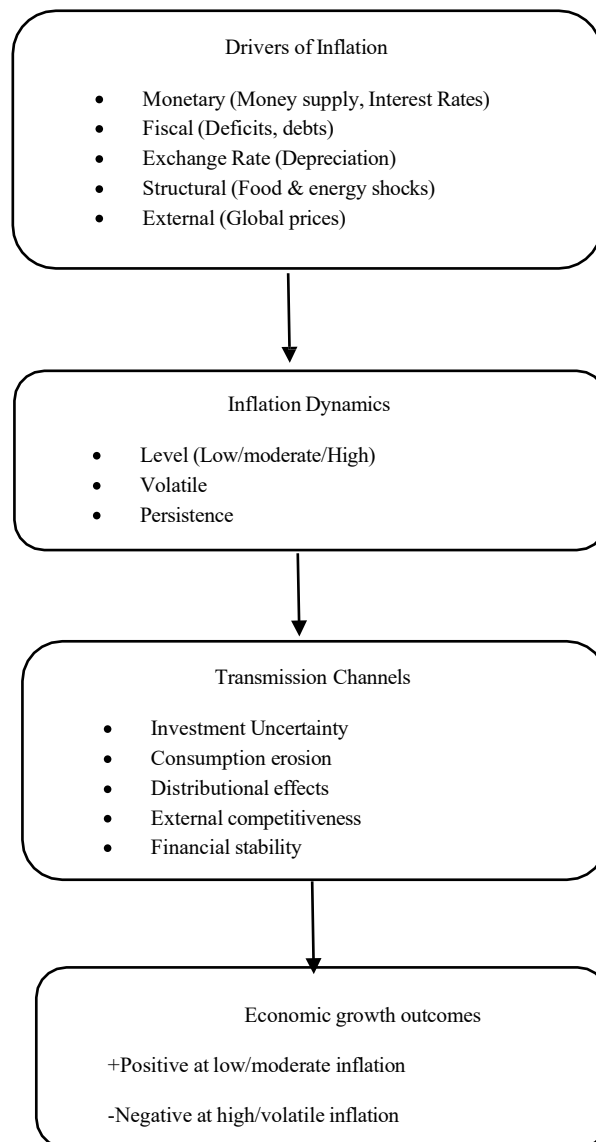 Drivers of Inflation
• Monetary (Money supply, Interest Rates)
• Fiscal (Deficits, debts)
• Exchange Rate (Depreciation)
• Structural (Food & energy shocks)
• External (Global prices)
Inflation Dynamics
• Level (Low/moderate/High)
• Volatile
• Persistence
Transmission Channels
• Investment Uncertainty
• Consumption erosion
• Distributional effects
• External competitiveness
• Financial stability
Economic growth outcomes
+Positive at low/moderate inflation
-Negative at high/volatile inflation